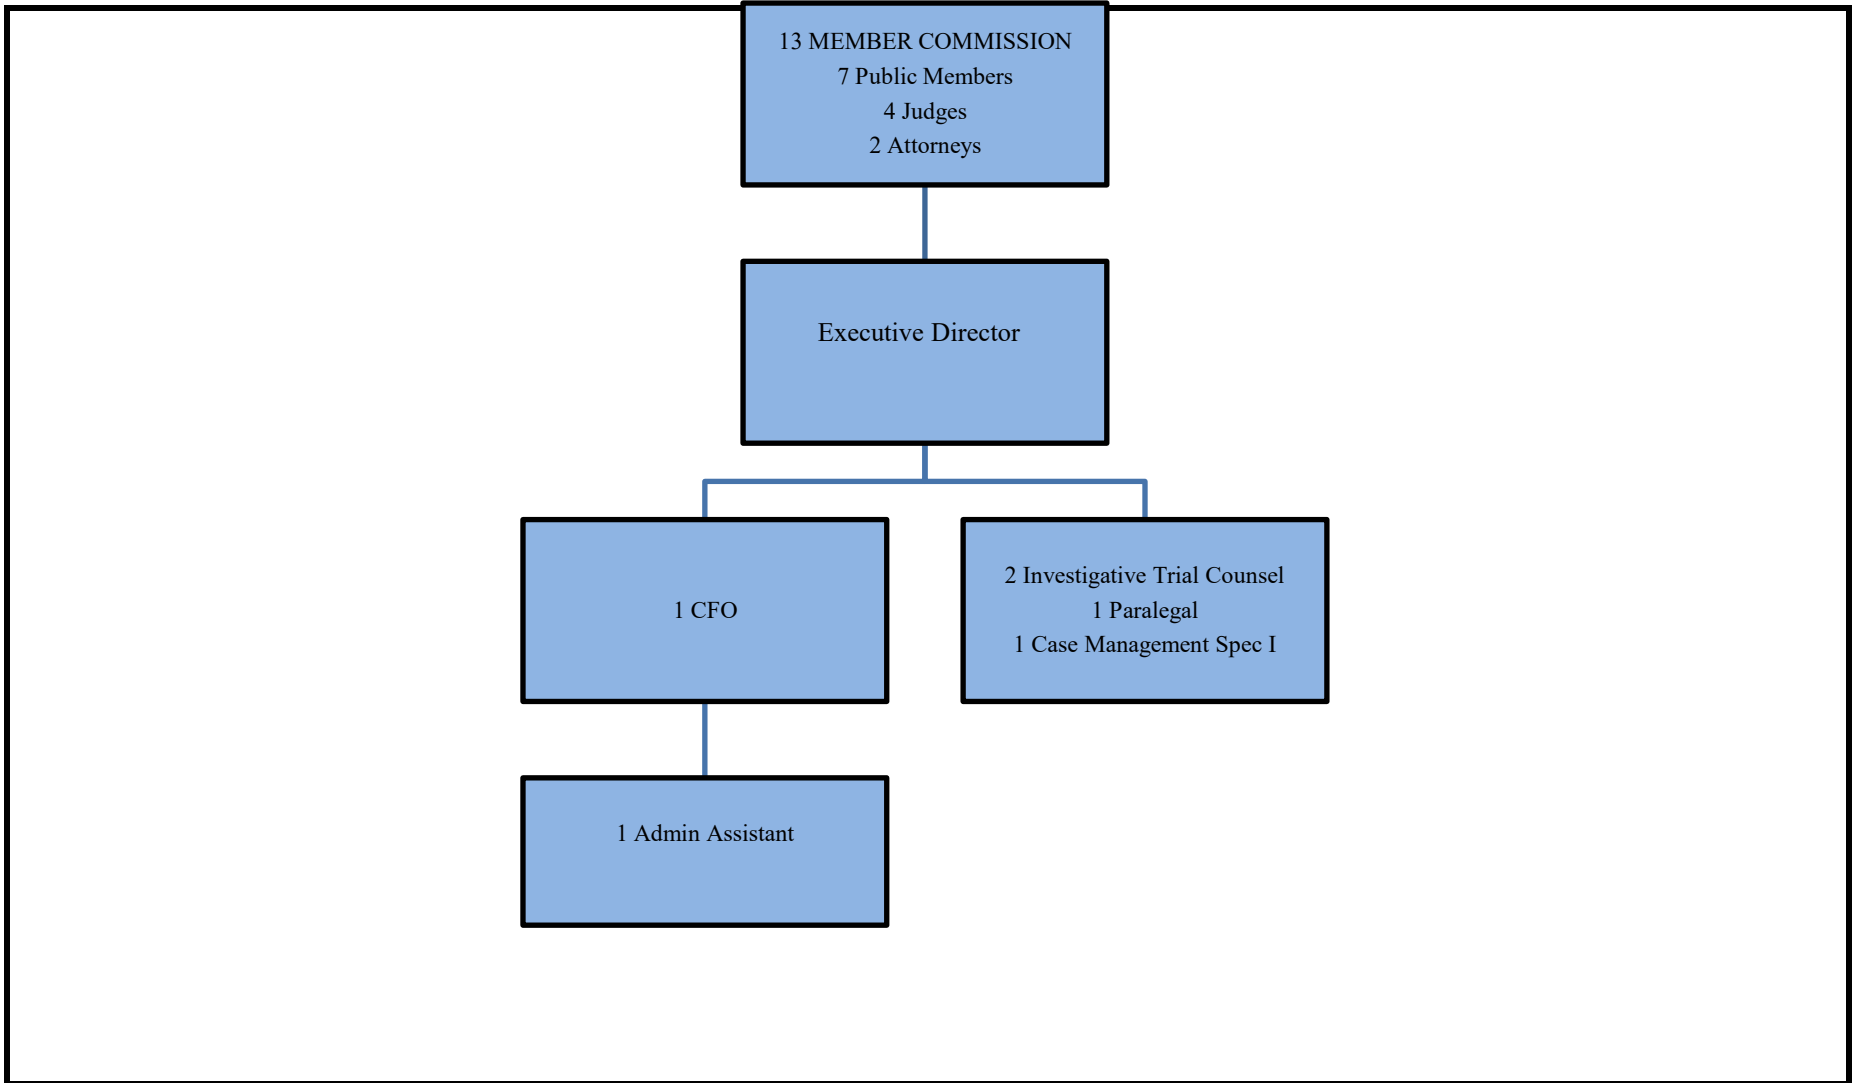 13 MEMBER COMMISSION
7 Public Members
4 Judges
2 Attorneys
Executive Director
1 CFO
2 Investigative Trial Counsel
1 Paralegal
1 Case Management Spec I
1 Admin Assistant